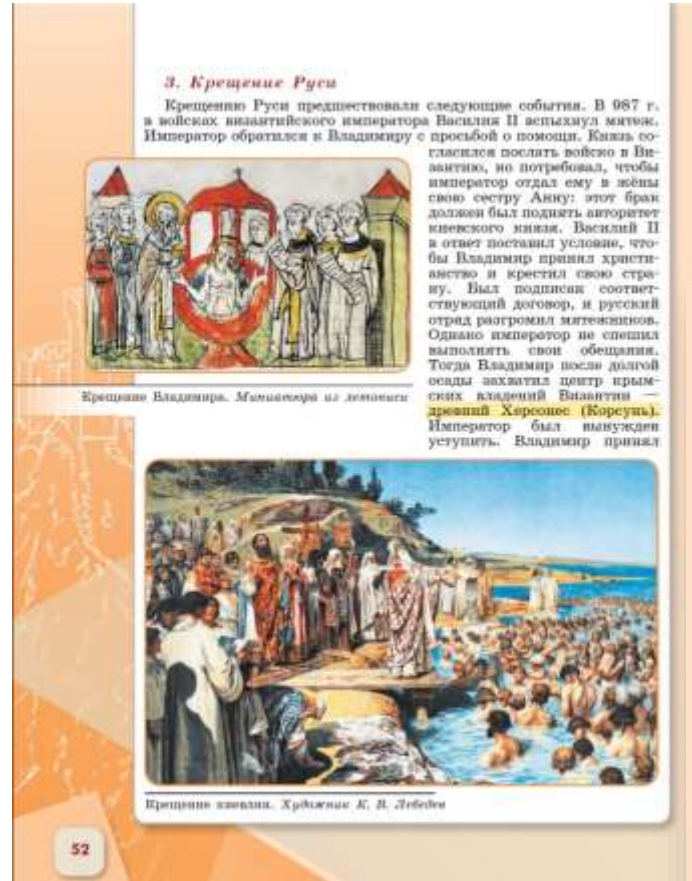 3. Крещение Руси
Крещению Руси предшествовали следующие события. В 987 г.
в войсках византийского императора Василия II вспыхнул мятеж.
Император обратился к Владимиру с просьбой о помощи. Князь со-
гласился послать войско в Ви-
зантию, но потребовал, чтобы
император отдал ему в жёны
свою сестру Анну: этот брак
должен был поднять авторитет
киевского князя. Василий II
в ответ поставил условие, что-
бы Владимир принял христи-
анство и крестил свою стра-
ну. Был подписан соответ-
ствующий договор, и русский
отряд разгромил мятежников.
Однако император не спешил
выполнять свои обещания.
Тогда Владимир после долгой
осады захватил центр крым-
ских владений Византии —
древний Херсонес (Корсунь).
Император был вынужден
уступить. Владимир принял
Крещение Владимира. Миниатюра из летописи
Крещение киевлян. Художник К. В. Лебедев
52